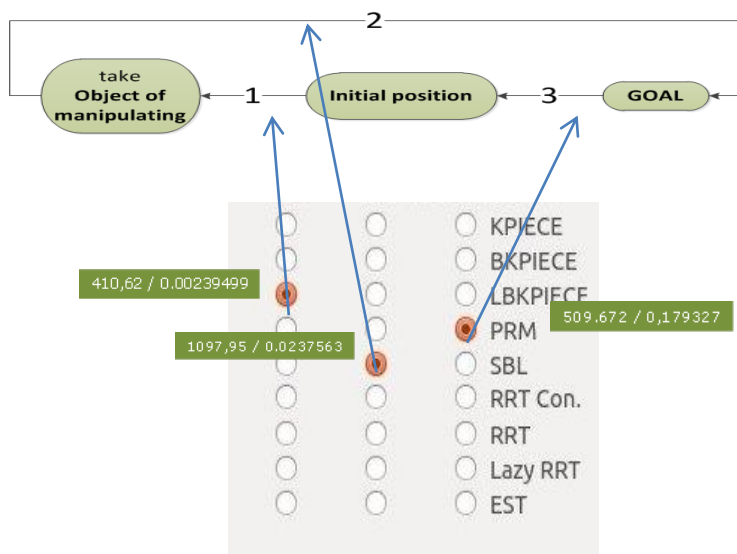 2
take
Object of
manipulating
1
Initial position
3
GOAL
KPIECE
BKPIECE
410,62 / 0.00239499
LBKPIECE
509.672 / 0,179327
PRM
1097,95 / 0.0237563
SBL
RRT Con.
RRT
Lazy RRT
EST